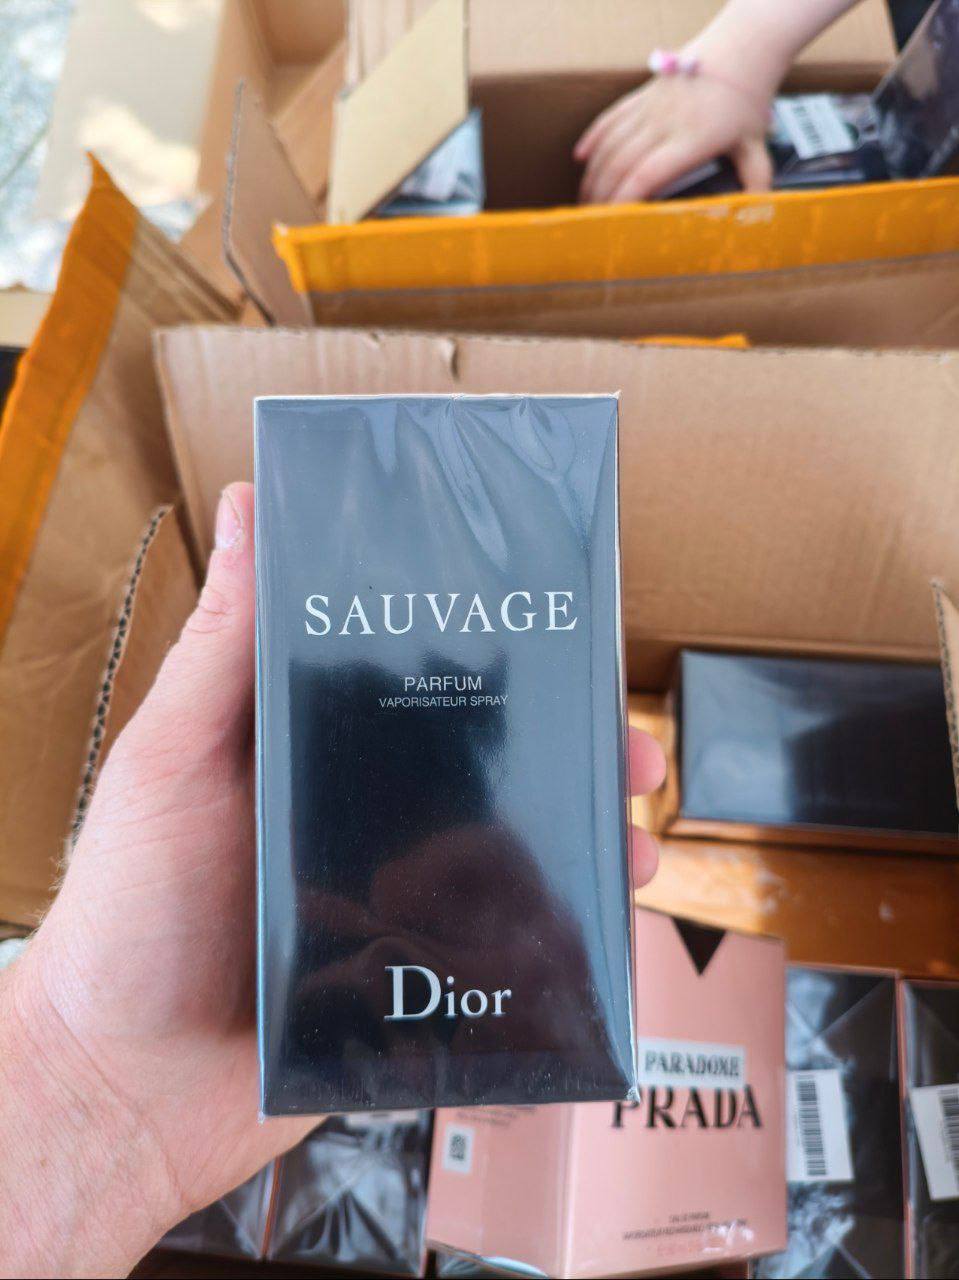 SAUVAGE
PARFUM
VAPORISATEUR SPRAY
Dior
PARADOXE
PRADA